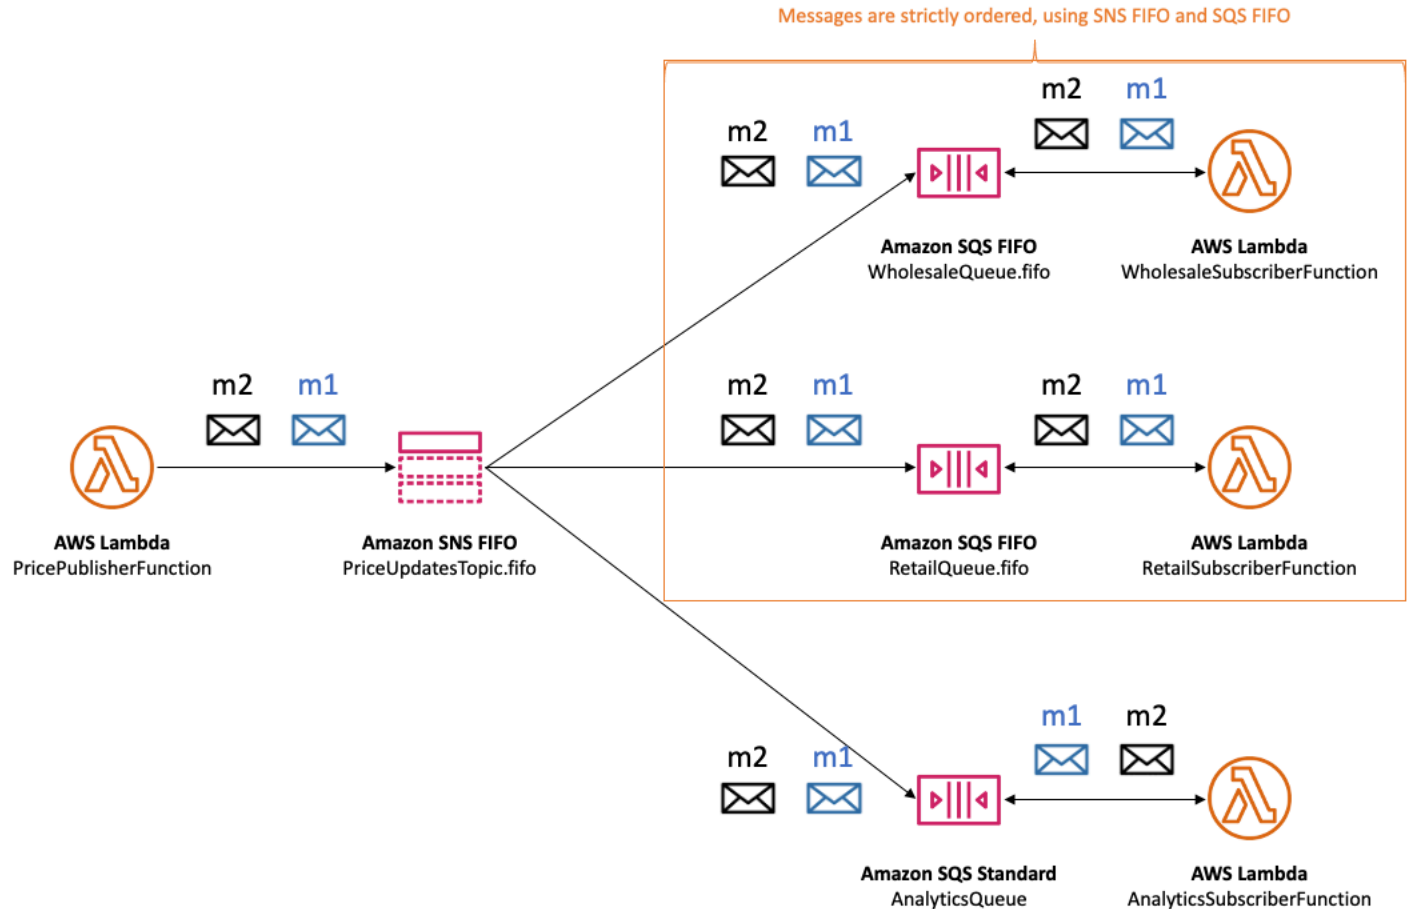 Messages are strictly ordered, using SNS FIFO and SQS FIFO
m2 m1
m2 m1
Amazon SQS FIFO
WholesaleQueue.fifo
AWS Lambda
WholesaleSubscriberFunction
m2 m1
m2 m1
m2 m1
AWS Lambda
PricePublisherFunction
Amazon SNS FIFO
PriceUpdatesTopic.fifo
Amazon SQS FIFO
RetailQueue.fifo
AWS Lambda
RetailSubscriberFunction
m2 m1
m1 m2
Amazon SQS Standard
AnalyticsQueue
AWS Lambda
AnalyticsSubscriberFunction